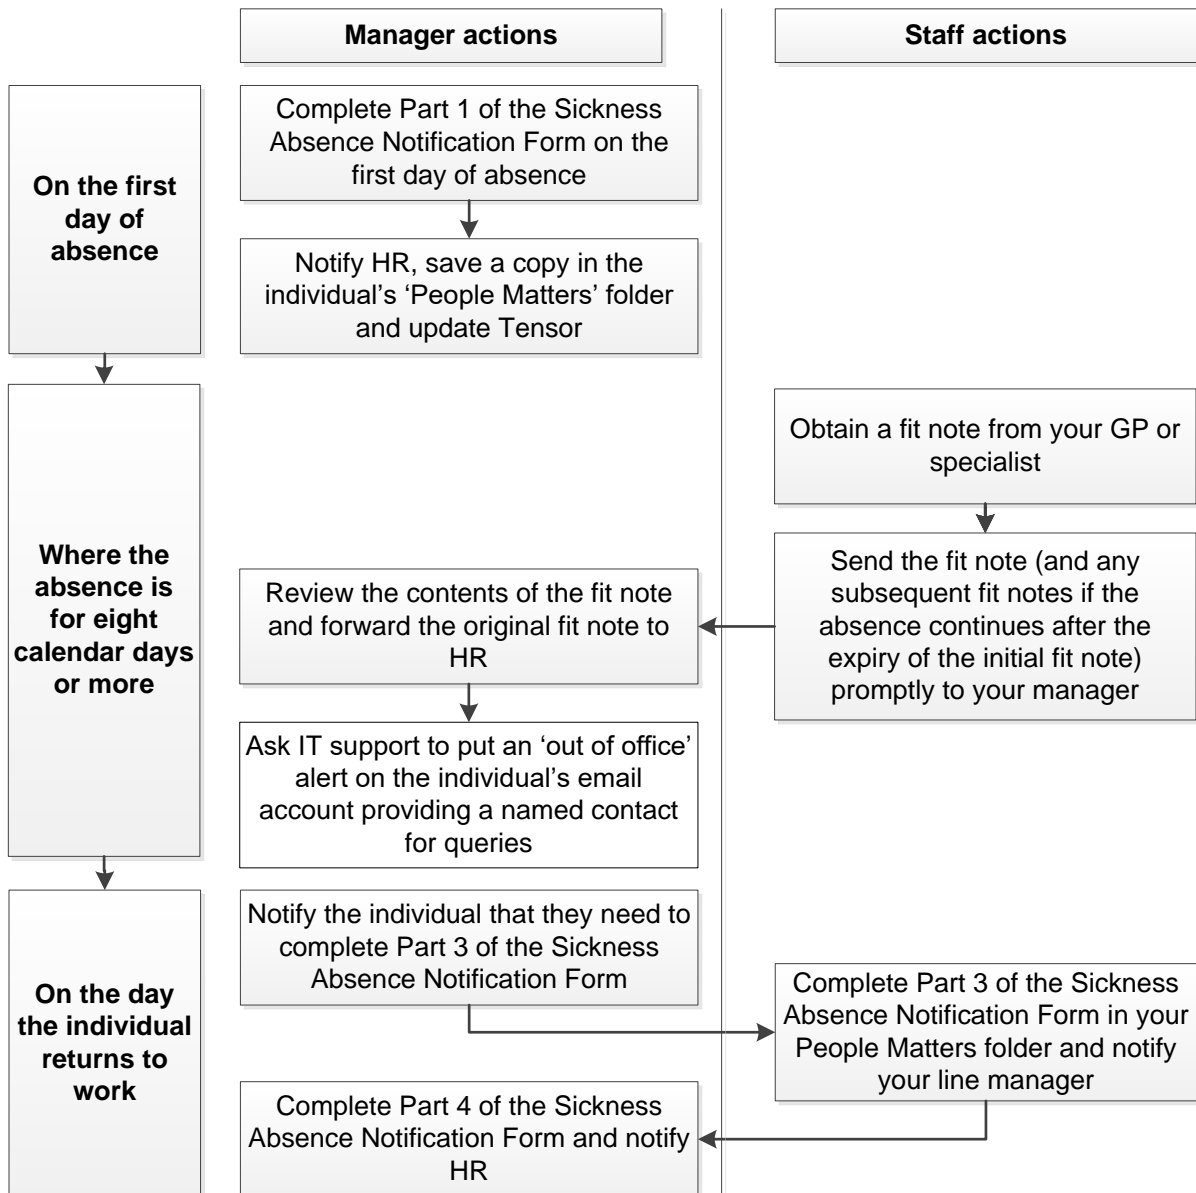 Manager actions
Staff actions
On the first
day of
absence
Complete Part 1 of the Sickness
Absence Notification Form on the
first day of absence
Notify HR, save a copy in the
individual’s ‘People Matters’ folder
and update Tensor
Where the
absence is
for eight
calendar days
or more
Obtain a fit note from your GP or
specialist
Send the fit note (and any
subsequent fit notes if the
absence continues after the
expiry of the initial fit note)
promptly to your manager
Review the contents of the fit note
and forward the original fit note to
HR
Ask IT support to put an ‘out of office’
alert on the individual’s email
account providing a named contact
for queries
On the day
the individual
returns to
work
Notify the individual that they need to
complete Part 3 of the Sickness
Absence Notification Form
Complete Part 3 of the Sickness
Absence Notification Form in your
People Matters folder and notify
your line manager
Complete Part 4 of the Sickness
Absence Notification Form and notify
HR